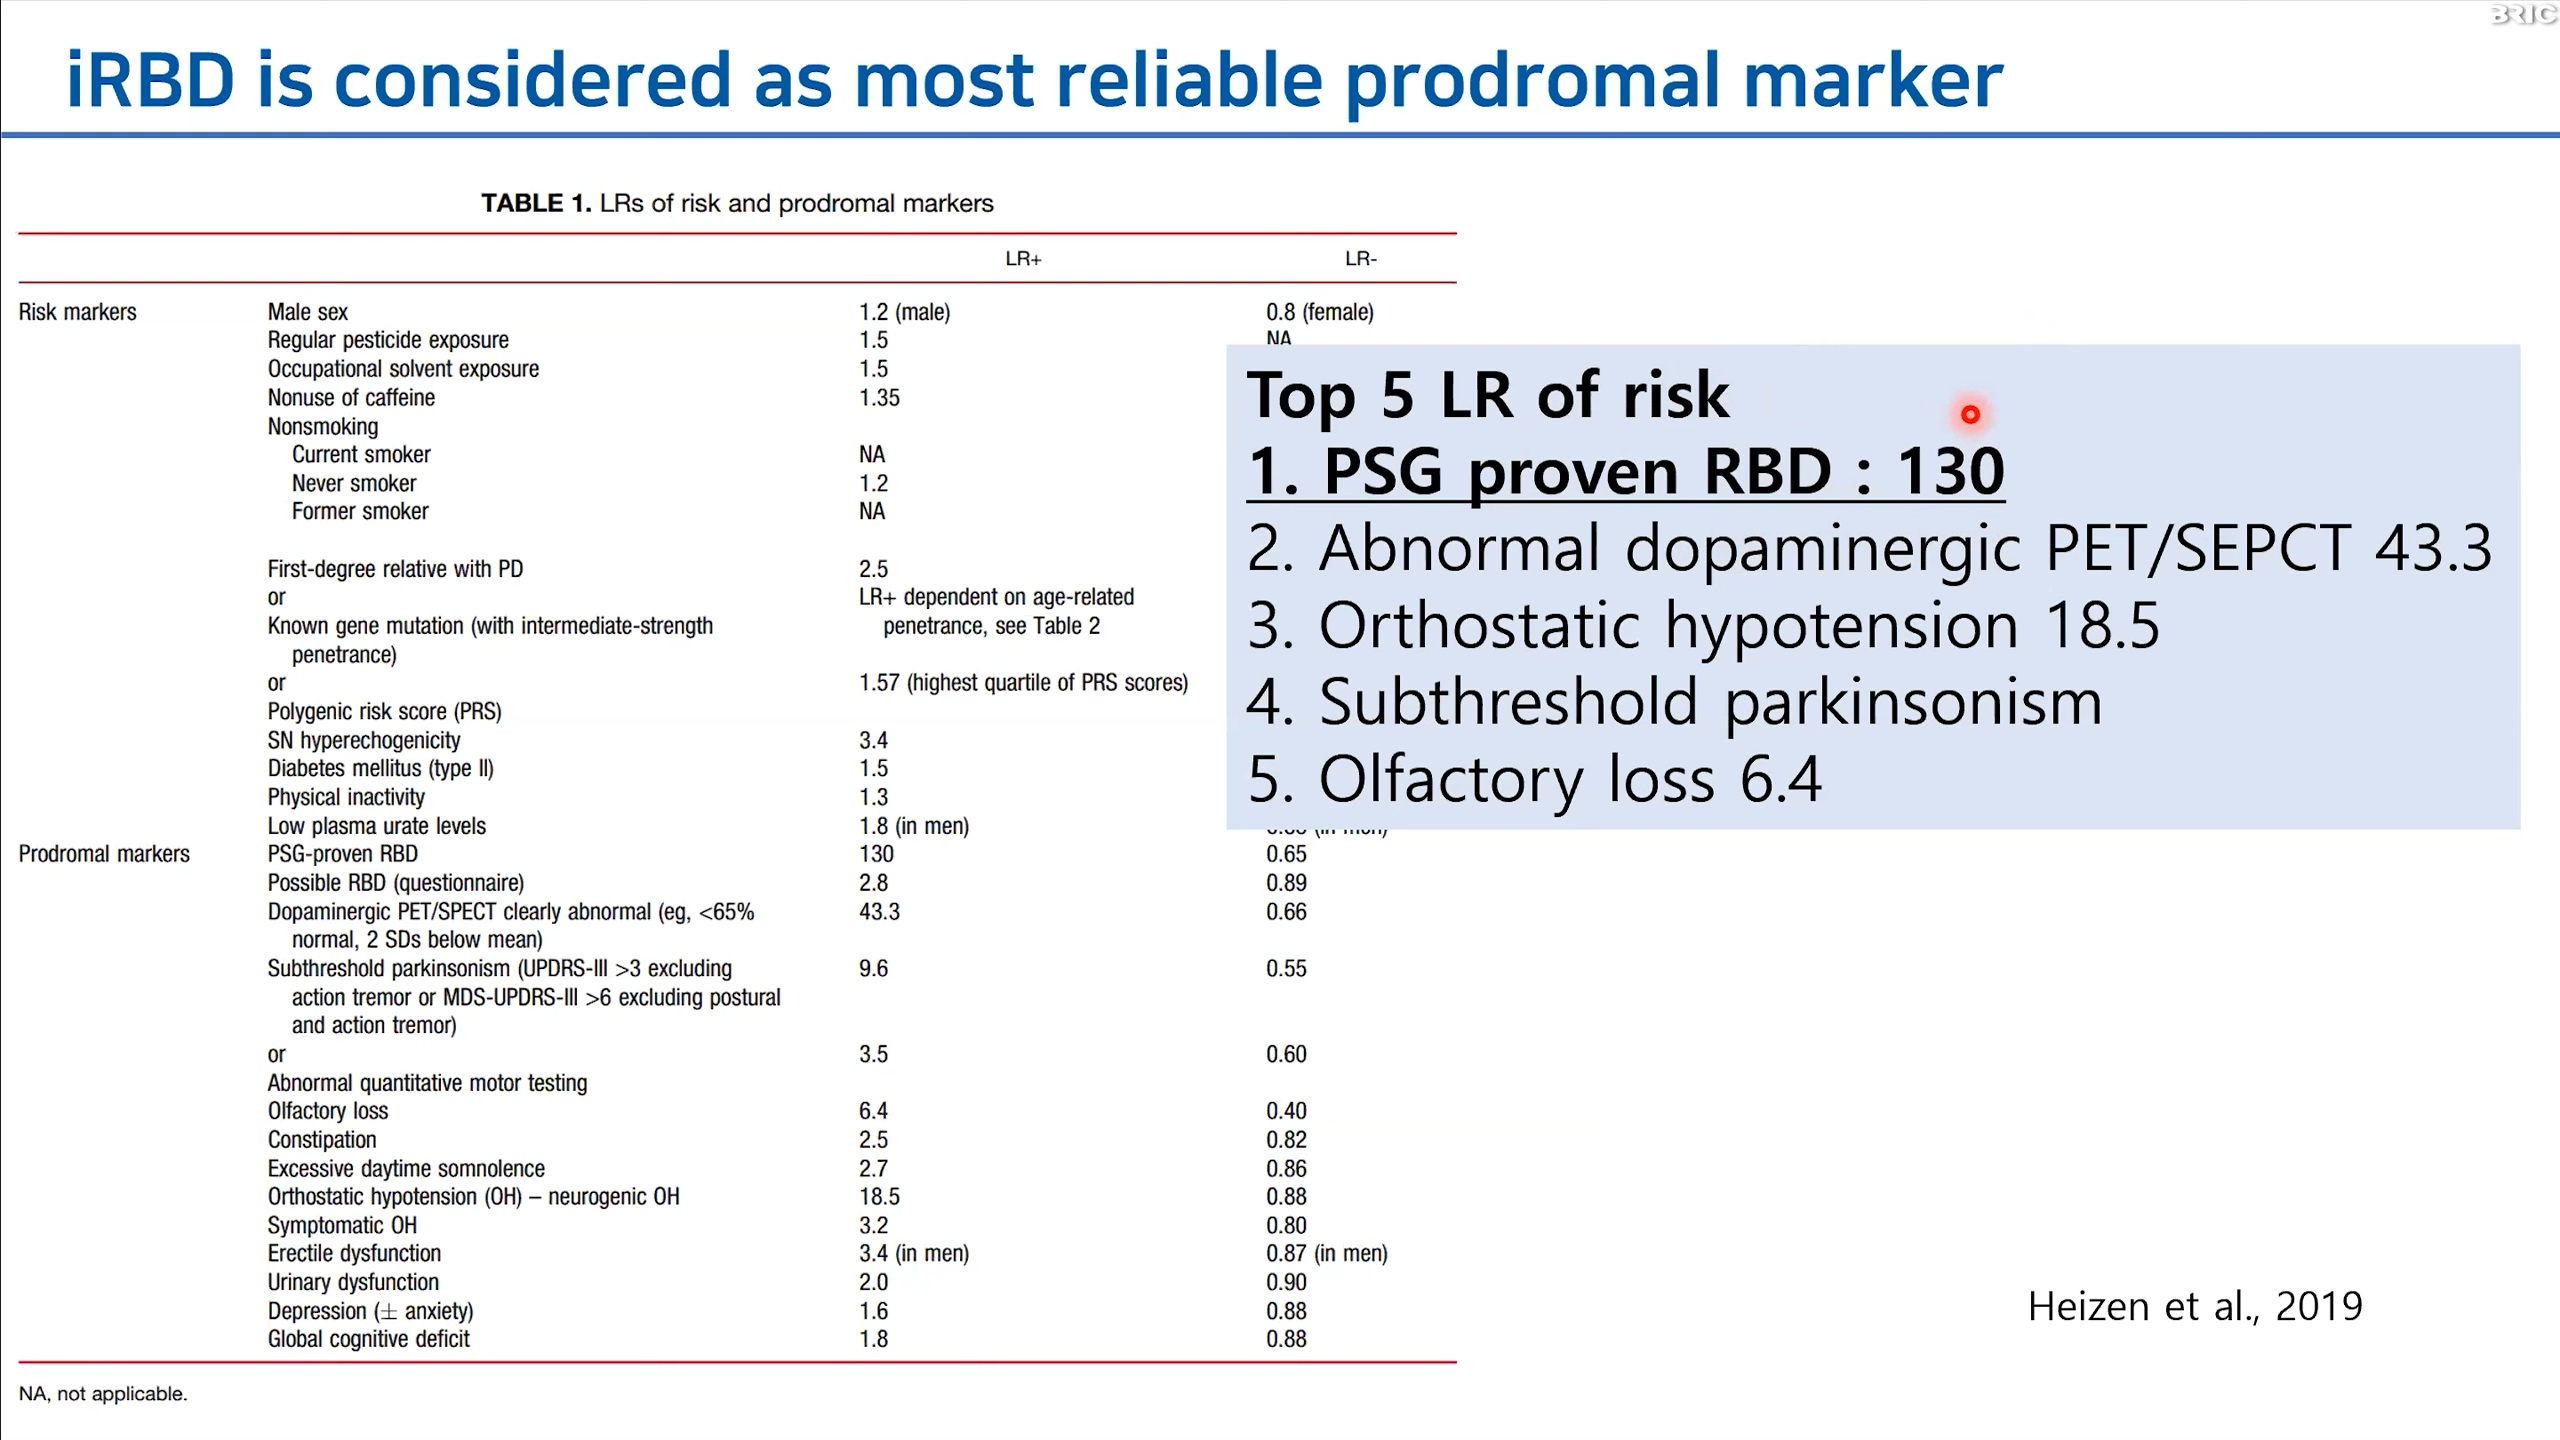 BRIC
iRBD is considered as most reliable prodromal marker
TABLE 1. LRs of risk and prodromal markers
LR+ LR-
Risk markers Male sex 1.2 (male) 0.8 (female)
Regular pesticide exposure 1.5 NA
Occupational solvent exposure 1.5
Nonuse of caffeine 1.35
Nonsmoking
Current smoker NA
Never smoker 1.2
Former smoker NA
First-degree relative with PD 2.5
or LR+ dependent on age-related
Known gene mutation (with intermediate-strength penetrance, see Table 2
penetrance)
or 1.57 (highest quartile of PRS scores)
Polygenic risk score (PRS)
SN hyperechogenicity 3.4
Diabetes mellitus (type II) 1.5
Physical inactivity 1.3
Low plasma urate levels 1.8 (in men) (in men)
Prodromal markers PSG-proven RBD 130 0.65
Possible RBD (questionnaire) 2.8 0.89
Dopaminergic PET/SPECT clearly abnormal (eg, <65% 43.3 0.66
normal, 2 SDs below mean)
Subthreshold parkinsonism (UPDRS-III >3 excluding 9.6 0.55
action tremor or MDS-UPDRS-III >6 excluding postural
and action tremor)
or 3.5 0.60
Abnormal quantitative motor testing
Olfactory loss 6.4 0.40
Constipation 2.5 0.82
Excessive daytime somnolence 2.7 0.86
Orthostatic hypotension (OH) – neurogenic OH 18.5 0.88
Symptomatic OH 3.2 0.80
Erectile dysfunction 3.4 (in men) 0.87 (in men)
Urinary dysfunction 2.0 0.90
Depression (± anxiety) 1.6 0.88
Global cognitive deficit 1.8 0.88
NA, not applicable.
Top 5 LR of risk
1. PSG proven RBD : 130
2. Abnormal dopaminergic PET/SEPCT 43.3
3. Orthostatic hypotension 18.5
4. Subthreshold parkinsonism
5. Olfactory loss 6.4
Heizen et al., 2019